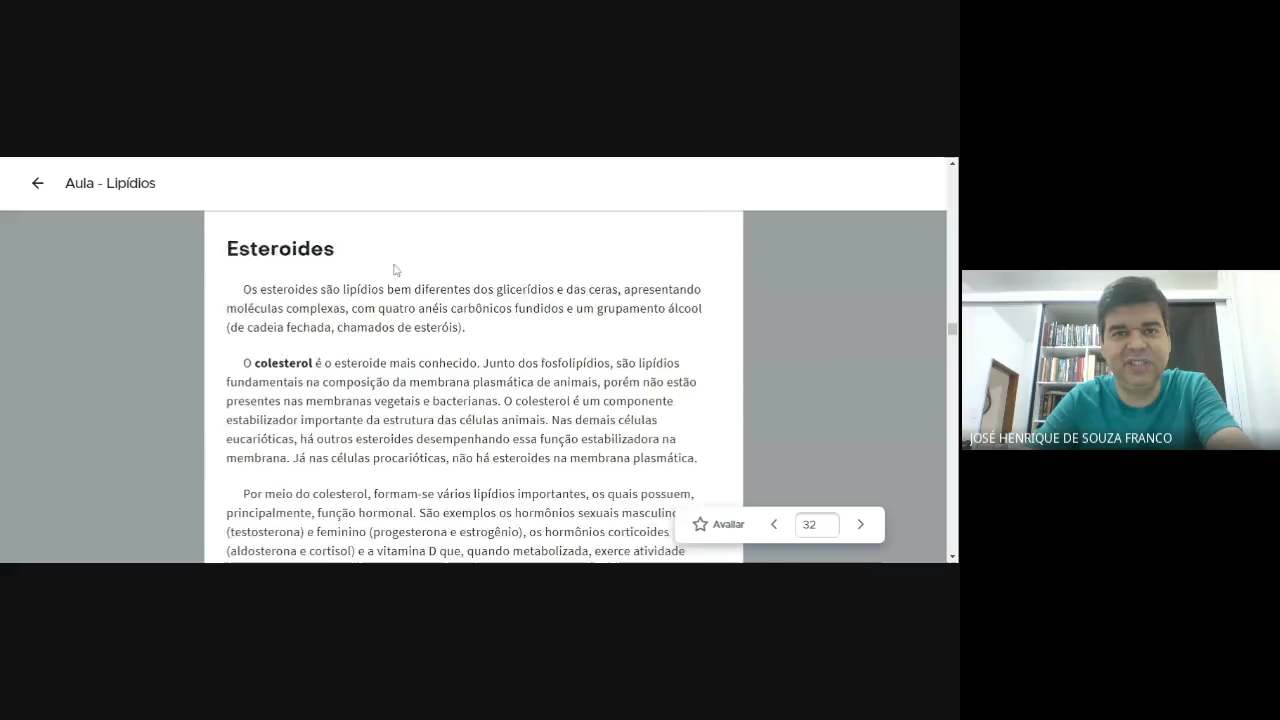 Aula - Lipídios
Esteroides
Os esteroides são lipídios bem diferentes dos glicerídios e das ceras, apresentando
moléculas complexas, com quatro anéis carbônicos fundidos e um grupamento álcool
(de cadeia fechada, chamados de esteróis).
O colesterol é o esteroide mais conhecido. Junto dos fosfolipídios, são lipídios
fundamentais na composição da membrana plasmática de animais, porém não estão
presentes nas membranas vegetais e bacterianas. O colesterol é um componente
estabilizador importante da estrutura das células animais. Nas demais células
eucarióticas, há outros esteroides desempenhando essa função estabilizadora na
membrana. Já nas células procarióticas, não há esteroides na membrana plasmática.
Por meio do colesterol, formam-se vários lipídios importantes, os quais possuem,
principalmente, função hormonal. São exemplos os hormônios sexuais masculino
(testosterona) e feminino (progesterona e estrogênio), os hormônios corticoides
(aldosterona e cortisol) e a vitamina D que, quando metabolizada, exerce atividade
Avaliar
32
JOSÉ HENRIQUE DE SOUZA FRANCO